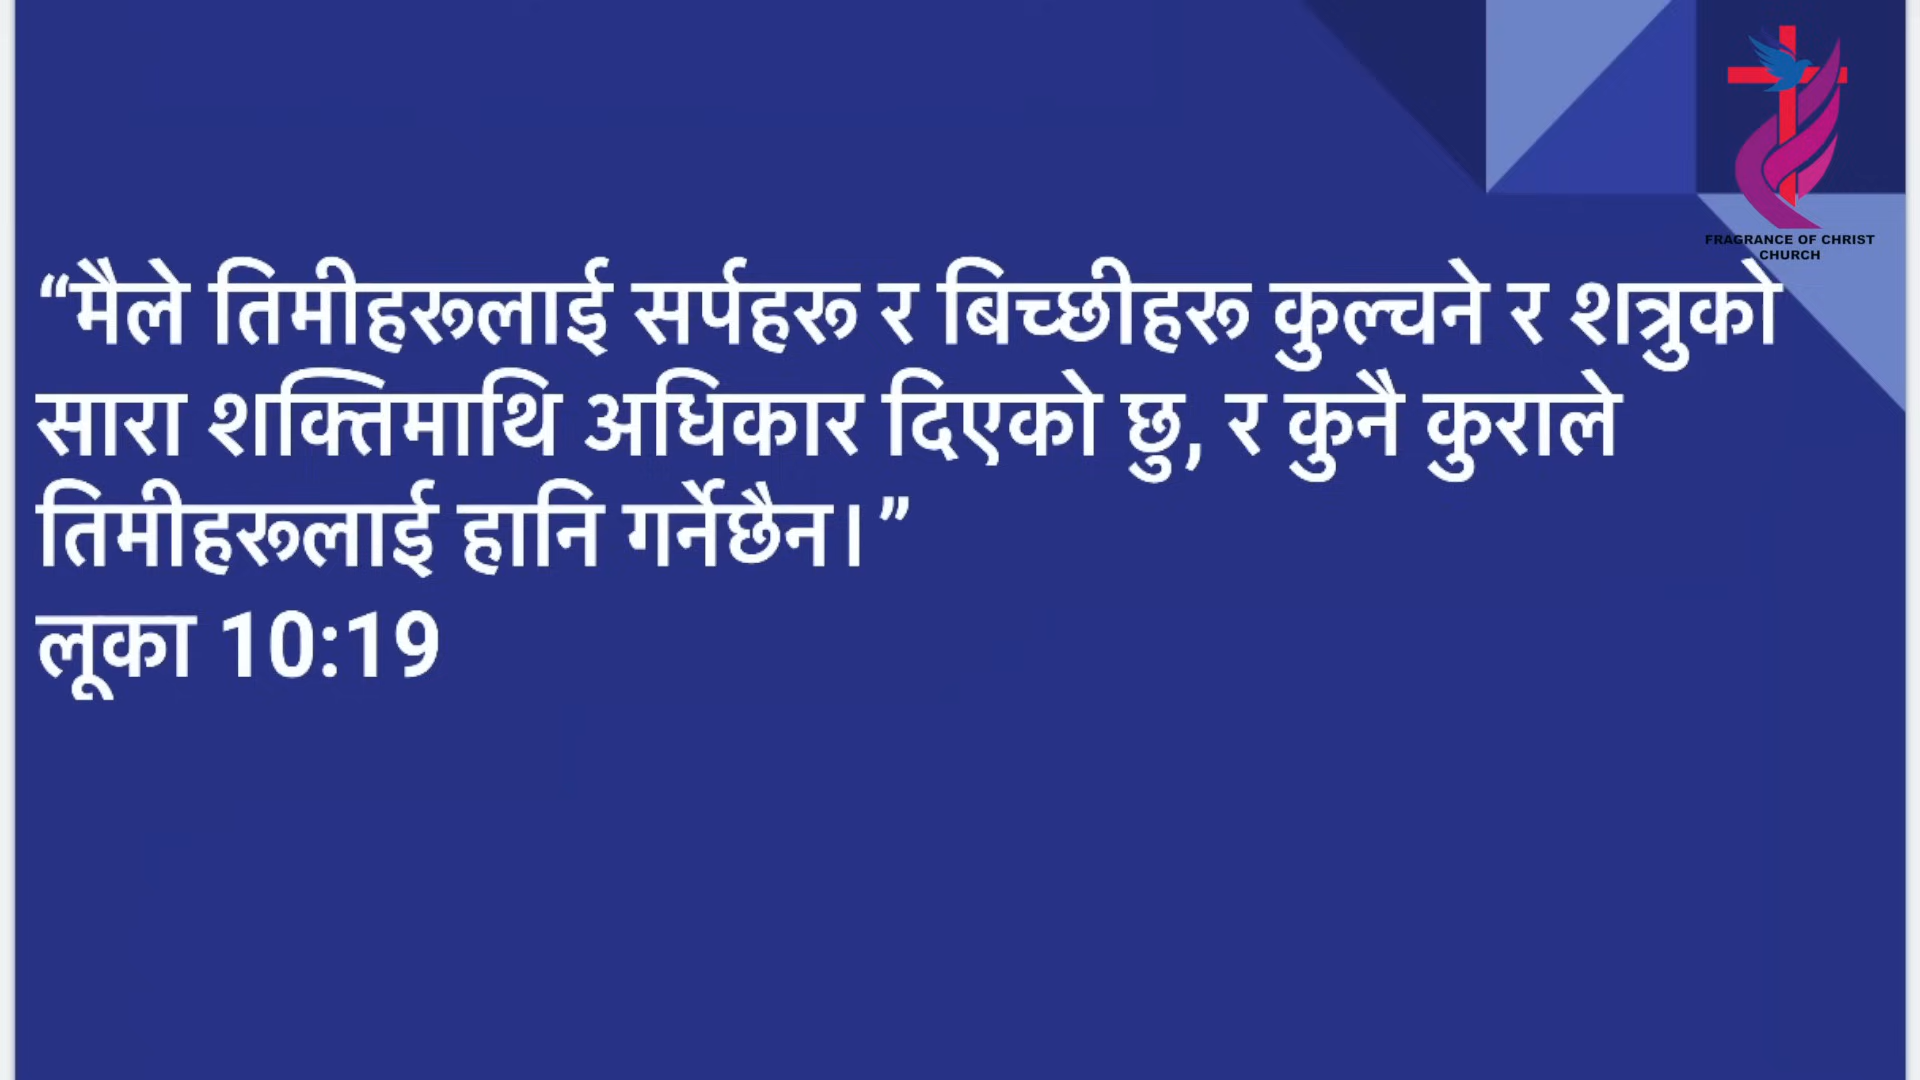 FRAGRANCE OF CHRIST
CHURCH
“मैले तिमीहरूलाई सर्पहरू र बिच्छीहरू कुल्चने र शत्रुको
सारा शक्तिमाथि अधिकार दिएको छु, र कुनै कुराले
तिमीहरूलाई हानि गर्नेछैन।”
लूका 10:19